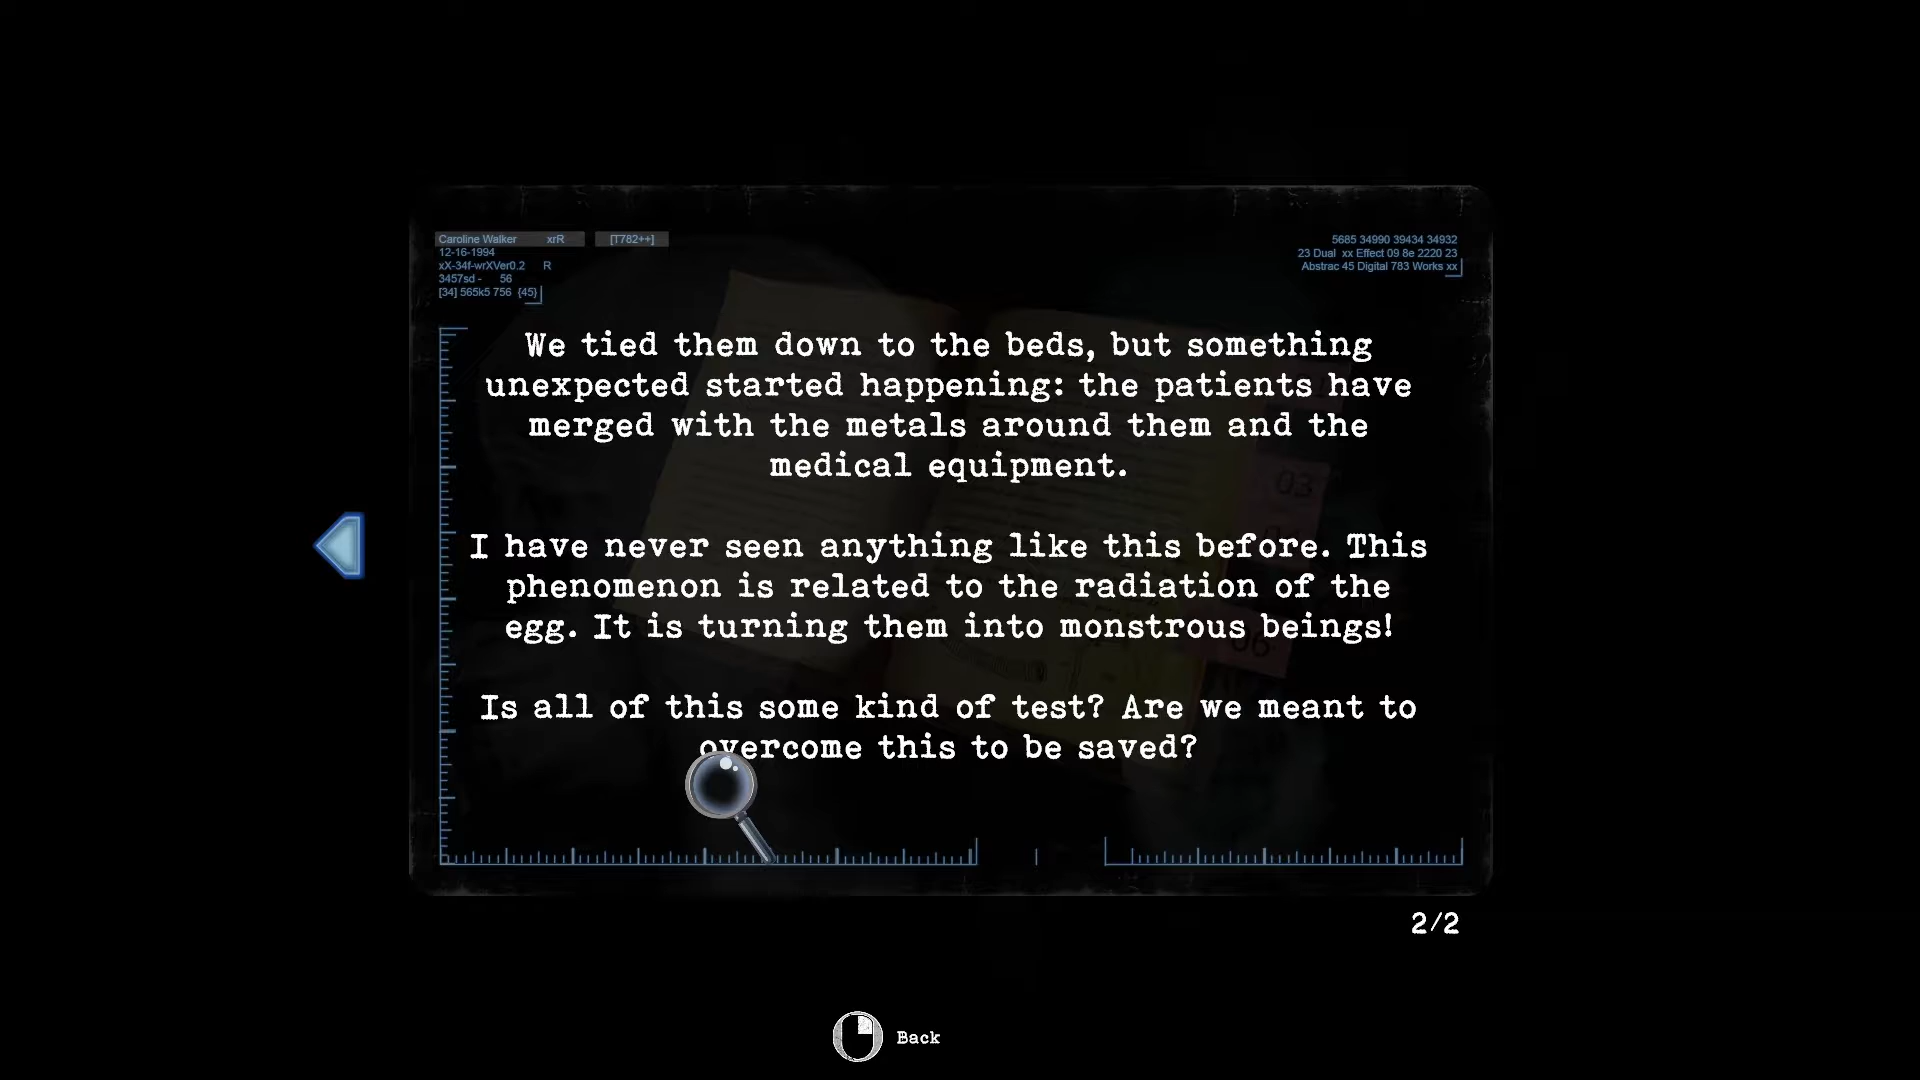 Caroline Walker xrR [T782++]
12-16-1994
xX-34f-wrXVer0.2 R
3457sd - 56
[34] 565k5 756 {45}
5685 34990 39434 34932
23 Dual xx Effect 09 8e 2220 23
Abstrac 45 Digital 783 Works xx
We tied them down to the beds, but something
unexpected started happening: the patients have
merged with the metals around them and the
medical equipment.
I have never seen anything like this before. This
phenomenon is related to the radiation of the
egg. It is turning them into monstrous beings!
Is all of this some kind of test? Are we meant to
overcome this to be saved?
03
06
2/2
Back